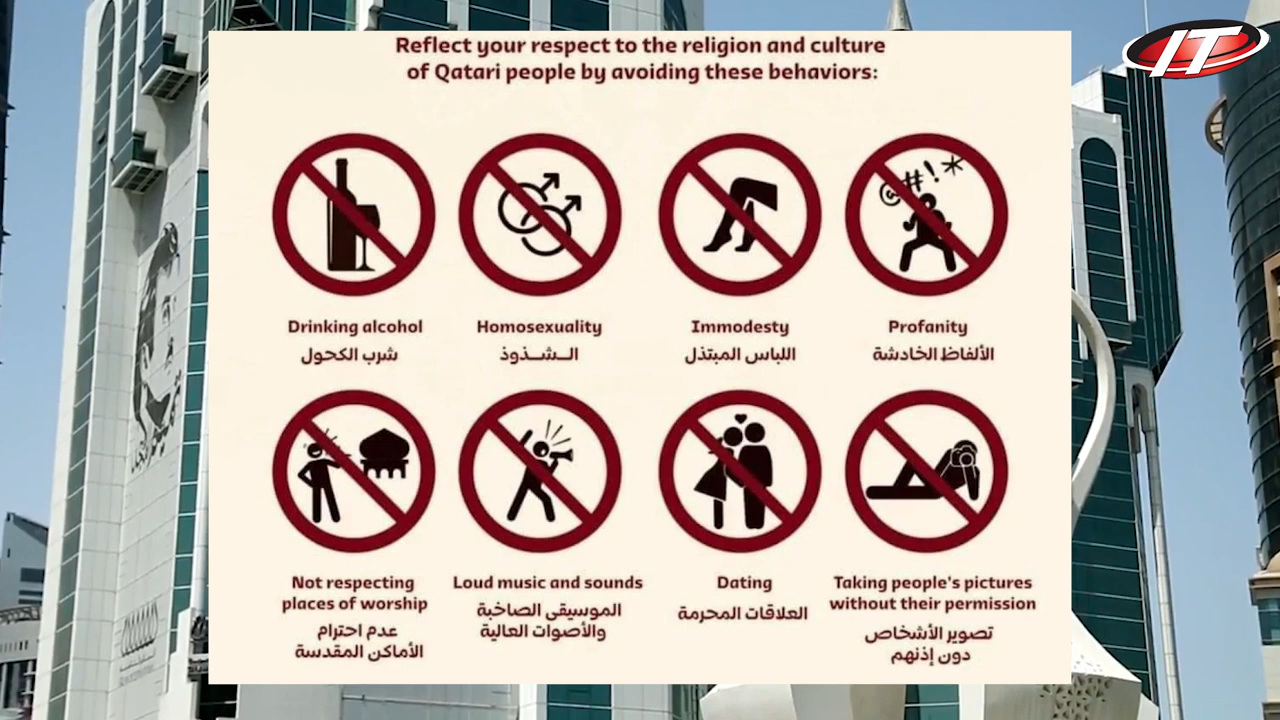 Reflect your respect to the religion and culture
of Qatari people by avoiding these behaviors:
IT
@#!*
Drinking alcohol
شرب الكحول
Homosexuality
الــشــذوذ
Immodesty
اللباس المبتذل
Profanity
الألفاظ الخادشة
Not respecting
places of worship
عدم احترام
الأماكن المقدسة
Loud music and sounds
الموسيقى الصاخبة
والأصوات العالية
Dating
العلاقات المحرمة
Taking people's pictures
without their permission
تصوير الأشخاص
دون إذنهم